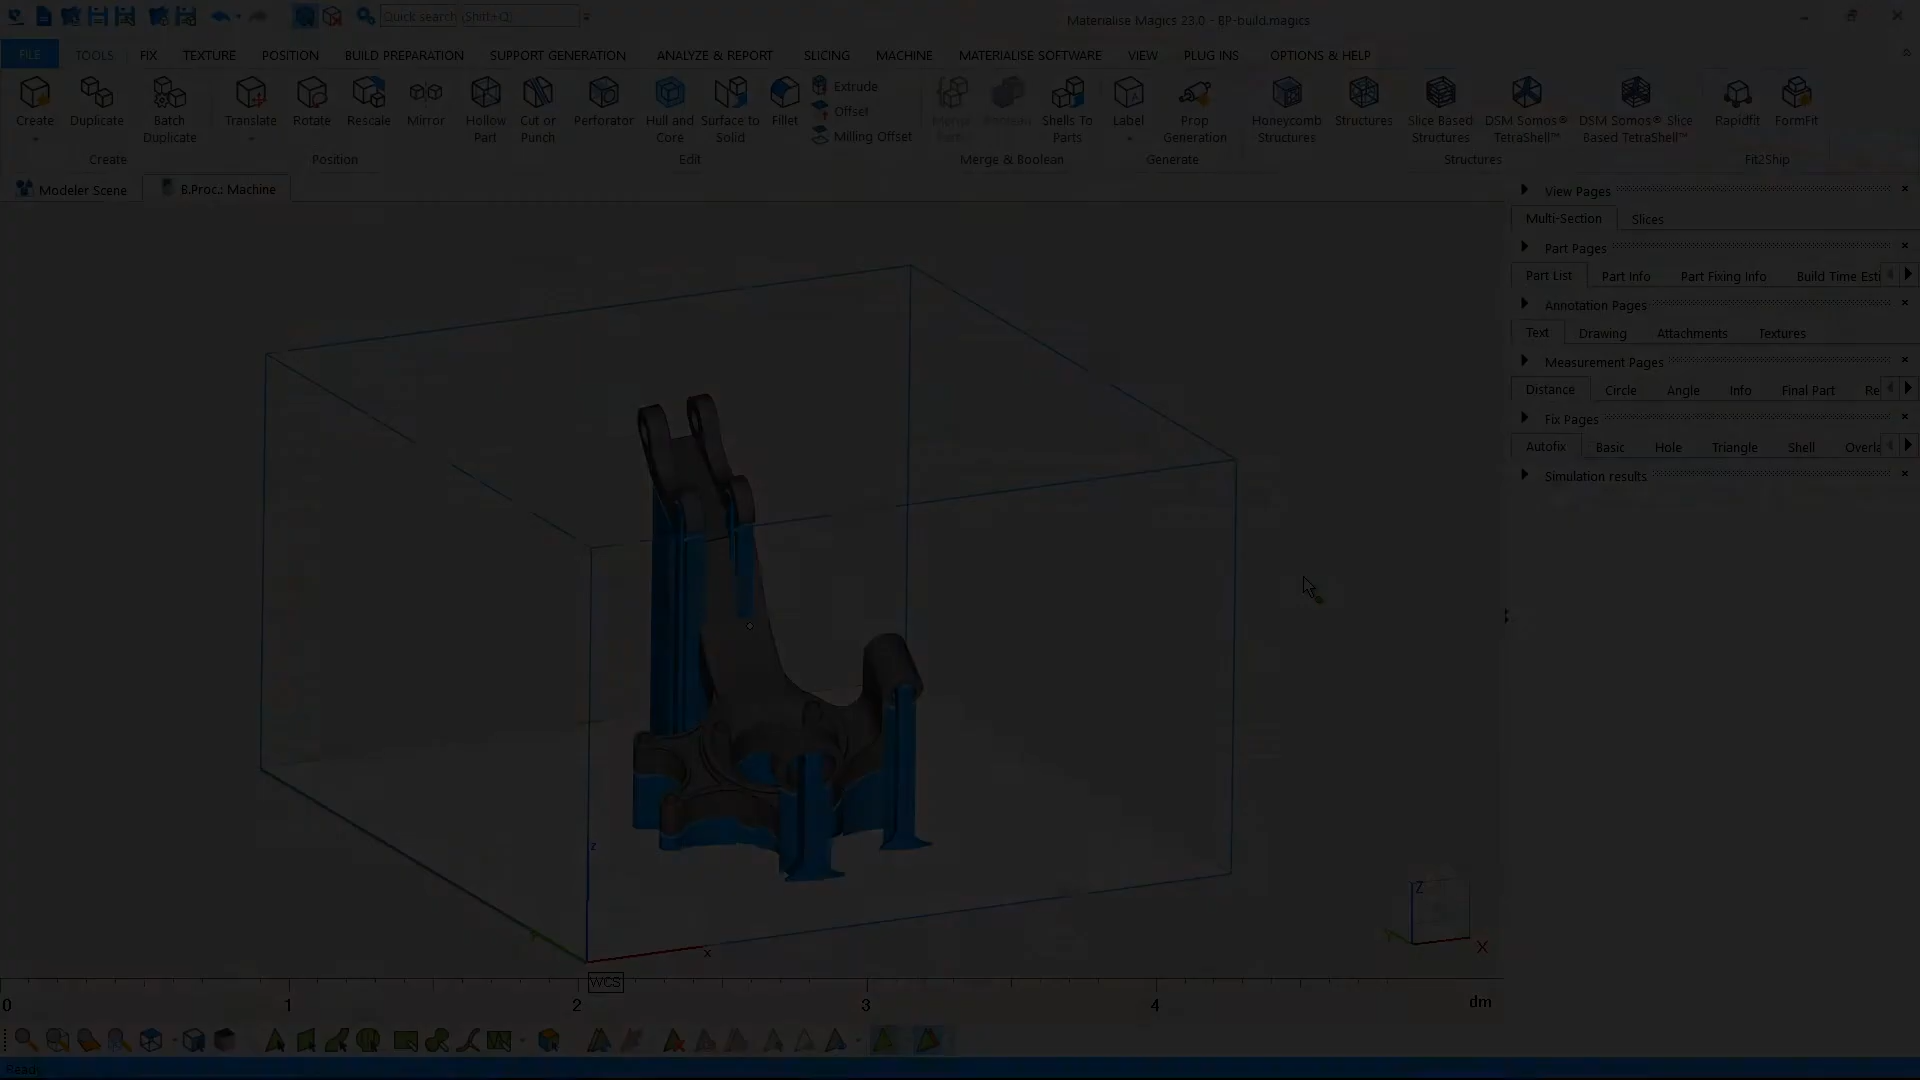 Quick search (Shift+Q)
Materialise Magics 23.0 - BP-build.magics
FILE TOOLS FIX TEXTURE POSITION BUILD PREPARATION SUPPORT GENERATION ANALYZE & REPORT SLICING MACHINE MATERIALISE SOFTWARE VIEW PLUG INS OPTIONS & HELP
Create Duplicate Batch Duplicate Translate Rotate Rescale Mirror Hollow Part Cut or Punch Perforator Hull and Core Surface to Solid Fillet Extrude Offset Milling Offset Merge Parts Boolean Shells To Parts Label Prop Generation Honeycomb Structures Structures Slice Based Structures DSM Somos® TetraShell™ DSM Somos® Slice Based TetraShell™ Rapidfit FormFit
Create Position Edit Merge & Boolean Generate Structures Fit2Ship
Modeler Scene B.Proc.: Machine
View Pages
Multi-Section Slices
Part Pages
Part List Part Info Part Fixing Info Build Time Esti
Annotation Pages
Text Drawing Attachments Textures
Measurement Pages
Distance Circle Angle Info Final Part Re
Fix Pages
Autofix Basic Hole Triangle Shell Overla
Simulation results
z
Z
Y
X
x
WCS
0 1 2 3 4 dm
Ready